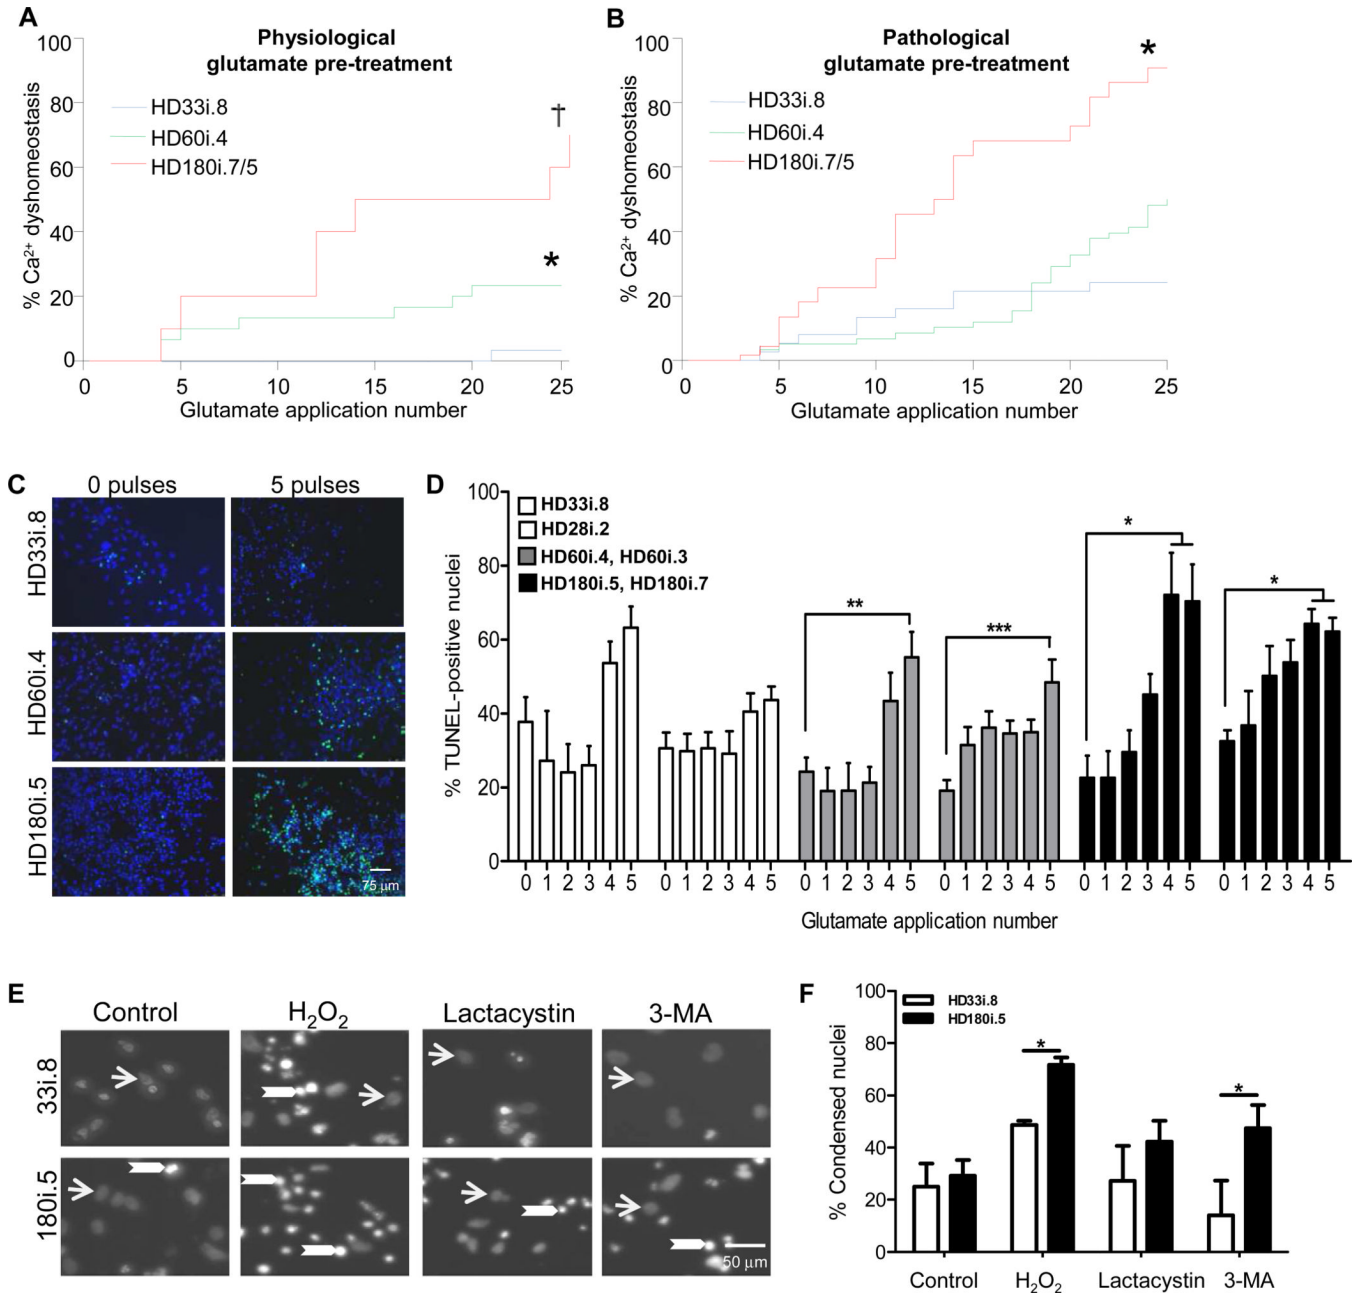 A
Physiological
glutamate pre-treatment
% Ca²⁺ dyshomeostasis
100
80
60
40
20
0
HD33i.8
HD60i.4
HD180i.7/5
†
*
0 5 10 15 20 25
Glutamate application number
B
Pathological
glutamate pre-treatment
% Ca²⁺ dyshomeostasis
100
80
60
40
20
0
HD33i.8
HD60i.4
HD180i.7/5
*
0 5 10 15 20 25
Glutamate application number
C
0 pulses 5 pulses
HD33i.8
HD60i.4
HD180i.5
75 µm
D
% TUNEL-positive nuclei
100
80
60
40
20
0
HD33i.8
HD28i.2
HD60i.4, HD60i.3
HD180i.5, HD180i.7
**
***
*
*
0 1 2 3 4 5 0 1 2 3 4 5 0 1 2 3 4 5 0 1 2 3 4 5 0 1 2 3 4 5 0 1 2 3 4 5
Glutamate application number
E
Control H₂O₂ Lactacystin 3-MA
33i.8
180i.5
50 µm
F
% Condensed nuclei
100
80
60
40
20
0
HD33i.8
HD180i.5
*
*
Control H₂O₂ Lactacystin 3-MA